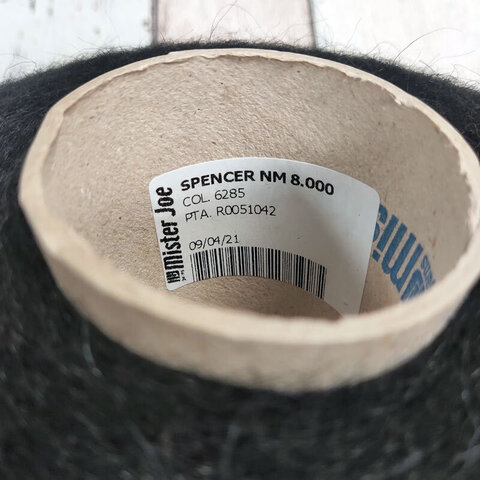 SPENCER NM 8.000
COL. 6285
PTA. R0051042
09/04/21
Mister Joe